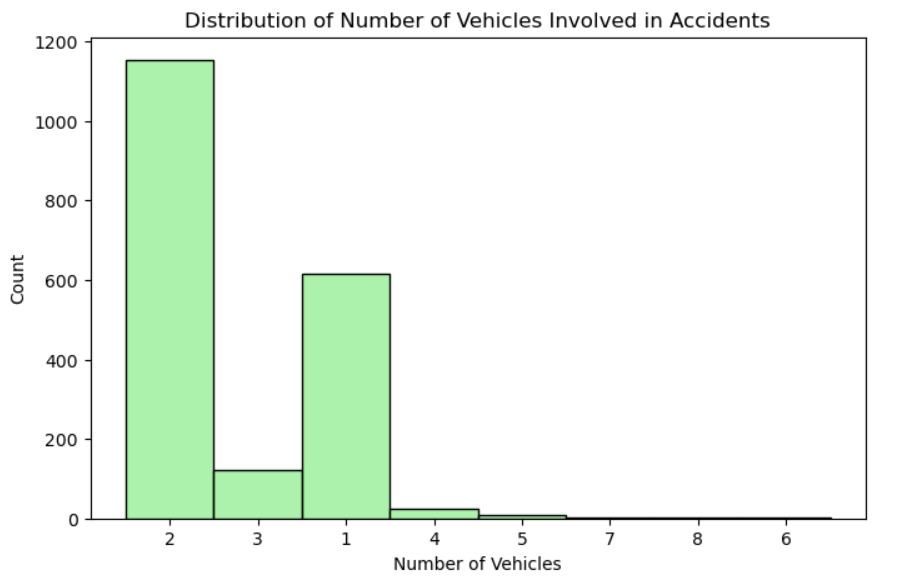 Distribution of Number of Vehicles Involved in Accidents
1200
1000
800
600
400
200
0
Count
2 3 1 4 5 7 8 6
Number of Vehicles